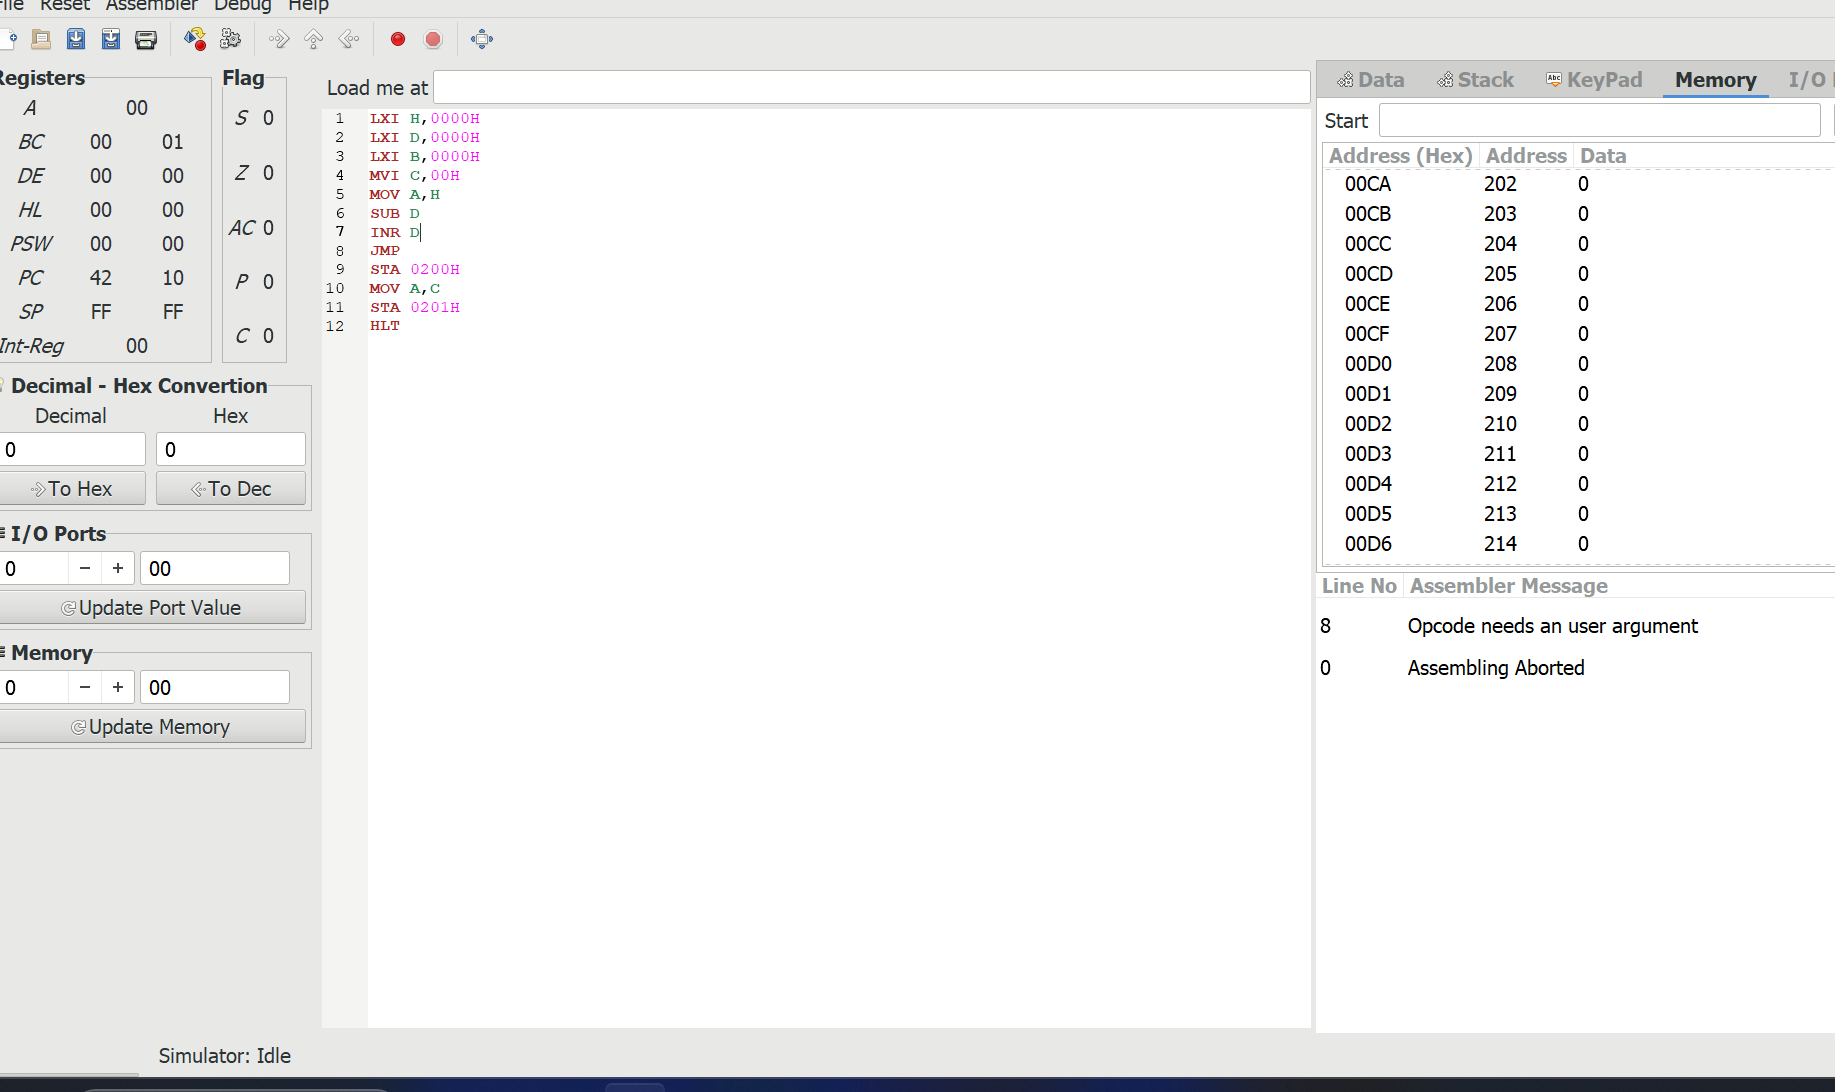 File Reset Assembler Debug Help
Registers
A 00
BC 00 01
DE 00 00
HL 00 00
PSW 00 00
PC 42 10
SP FF FF
Int-Reg 00
Flag
S 0
Z 0
AC 0
P 0
C 0
Decimal - Hex Convertion
Decimal Hex
0 0
To Hex To Dec
I/O Ports
0 - + 00
Update Port Value
Memory
0 - + 00
Update Memory
Load me at
1 LXI H,0000H
2 LXI D,0000H
3 LXI B,0000H
4 MVI C,00H
5 MOV A,H
6 SUB D
7 INR D
8 JMP
9 STA 0200H
10 MOV A,C
11 STA 0201H
12 HLT
Data Stack Abc KeyPad Memory I/O
Start
Address (Hex) Address Data
00CA 202 0
00CB 203 0
00CC 204 0
00CD 205 0
00CE 206 0
00CF 207 0
00D0 208 0
00D1 209 0
00D2 210 0
00D3 211 0
00D4 212 0
00D5 213 0
00D6 214 0
Line No Assembler Message
8 Opcode needs an user argument
0 Assembling Aborted
Simulator: Idle